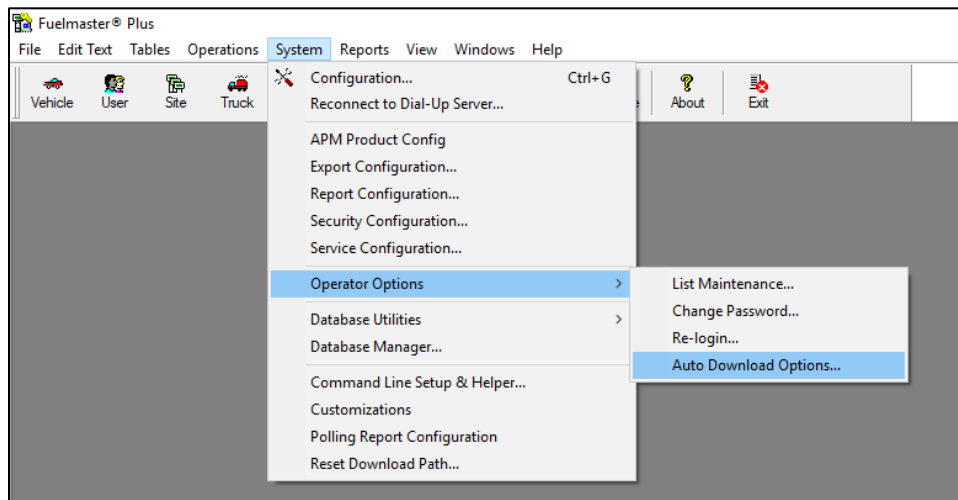 Fuelmaster® Plus
File Edit Text Tables Operations System Reports View Windows Help
Vehicle User Site Truck About Exit
Configuration... Ctrl+G
Reconnect to Dial-Up Server...
APM Product Config
Export Configuration...
Report Configuration...
Security Configuration...
Service Configuration...
Operator Options
List Maintenance...
Change Password...
Re-login...
Auto Download Options...
Database Utilities
Database Manager...
Command Line Setup & Helper...
Customizations
Polling Report Configuration
Reset Download Path...